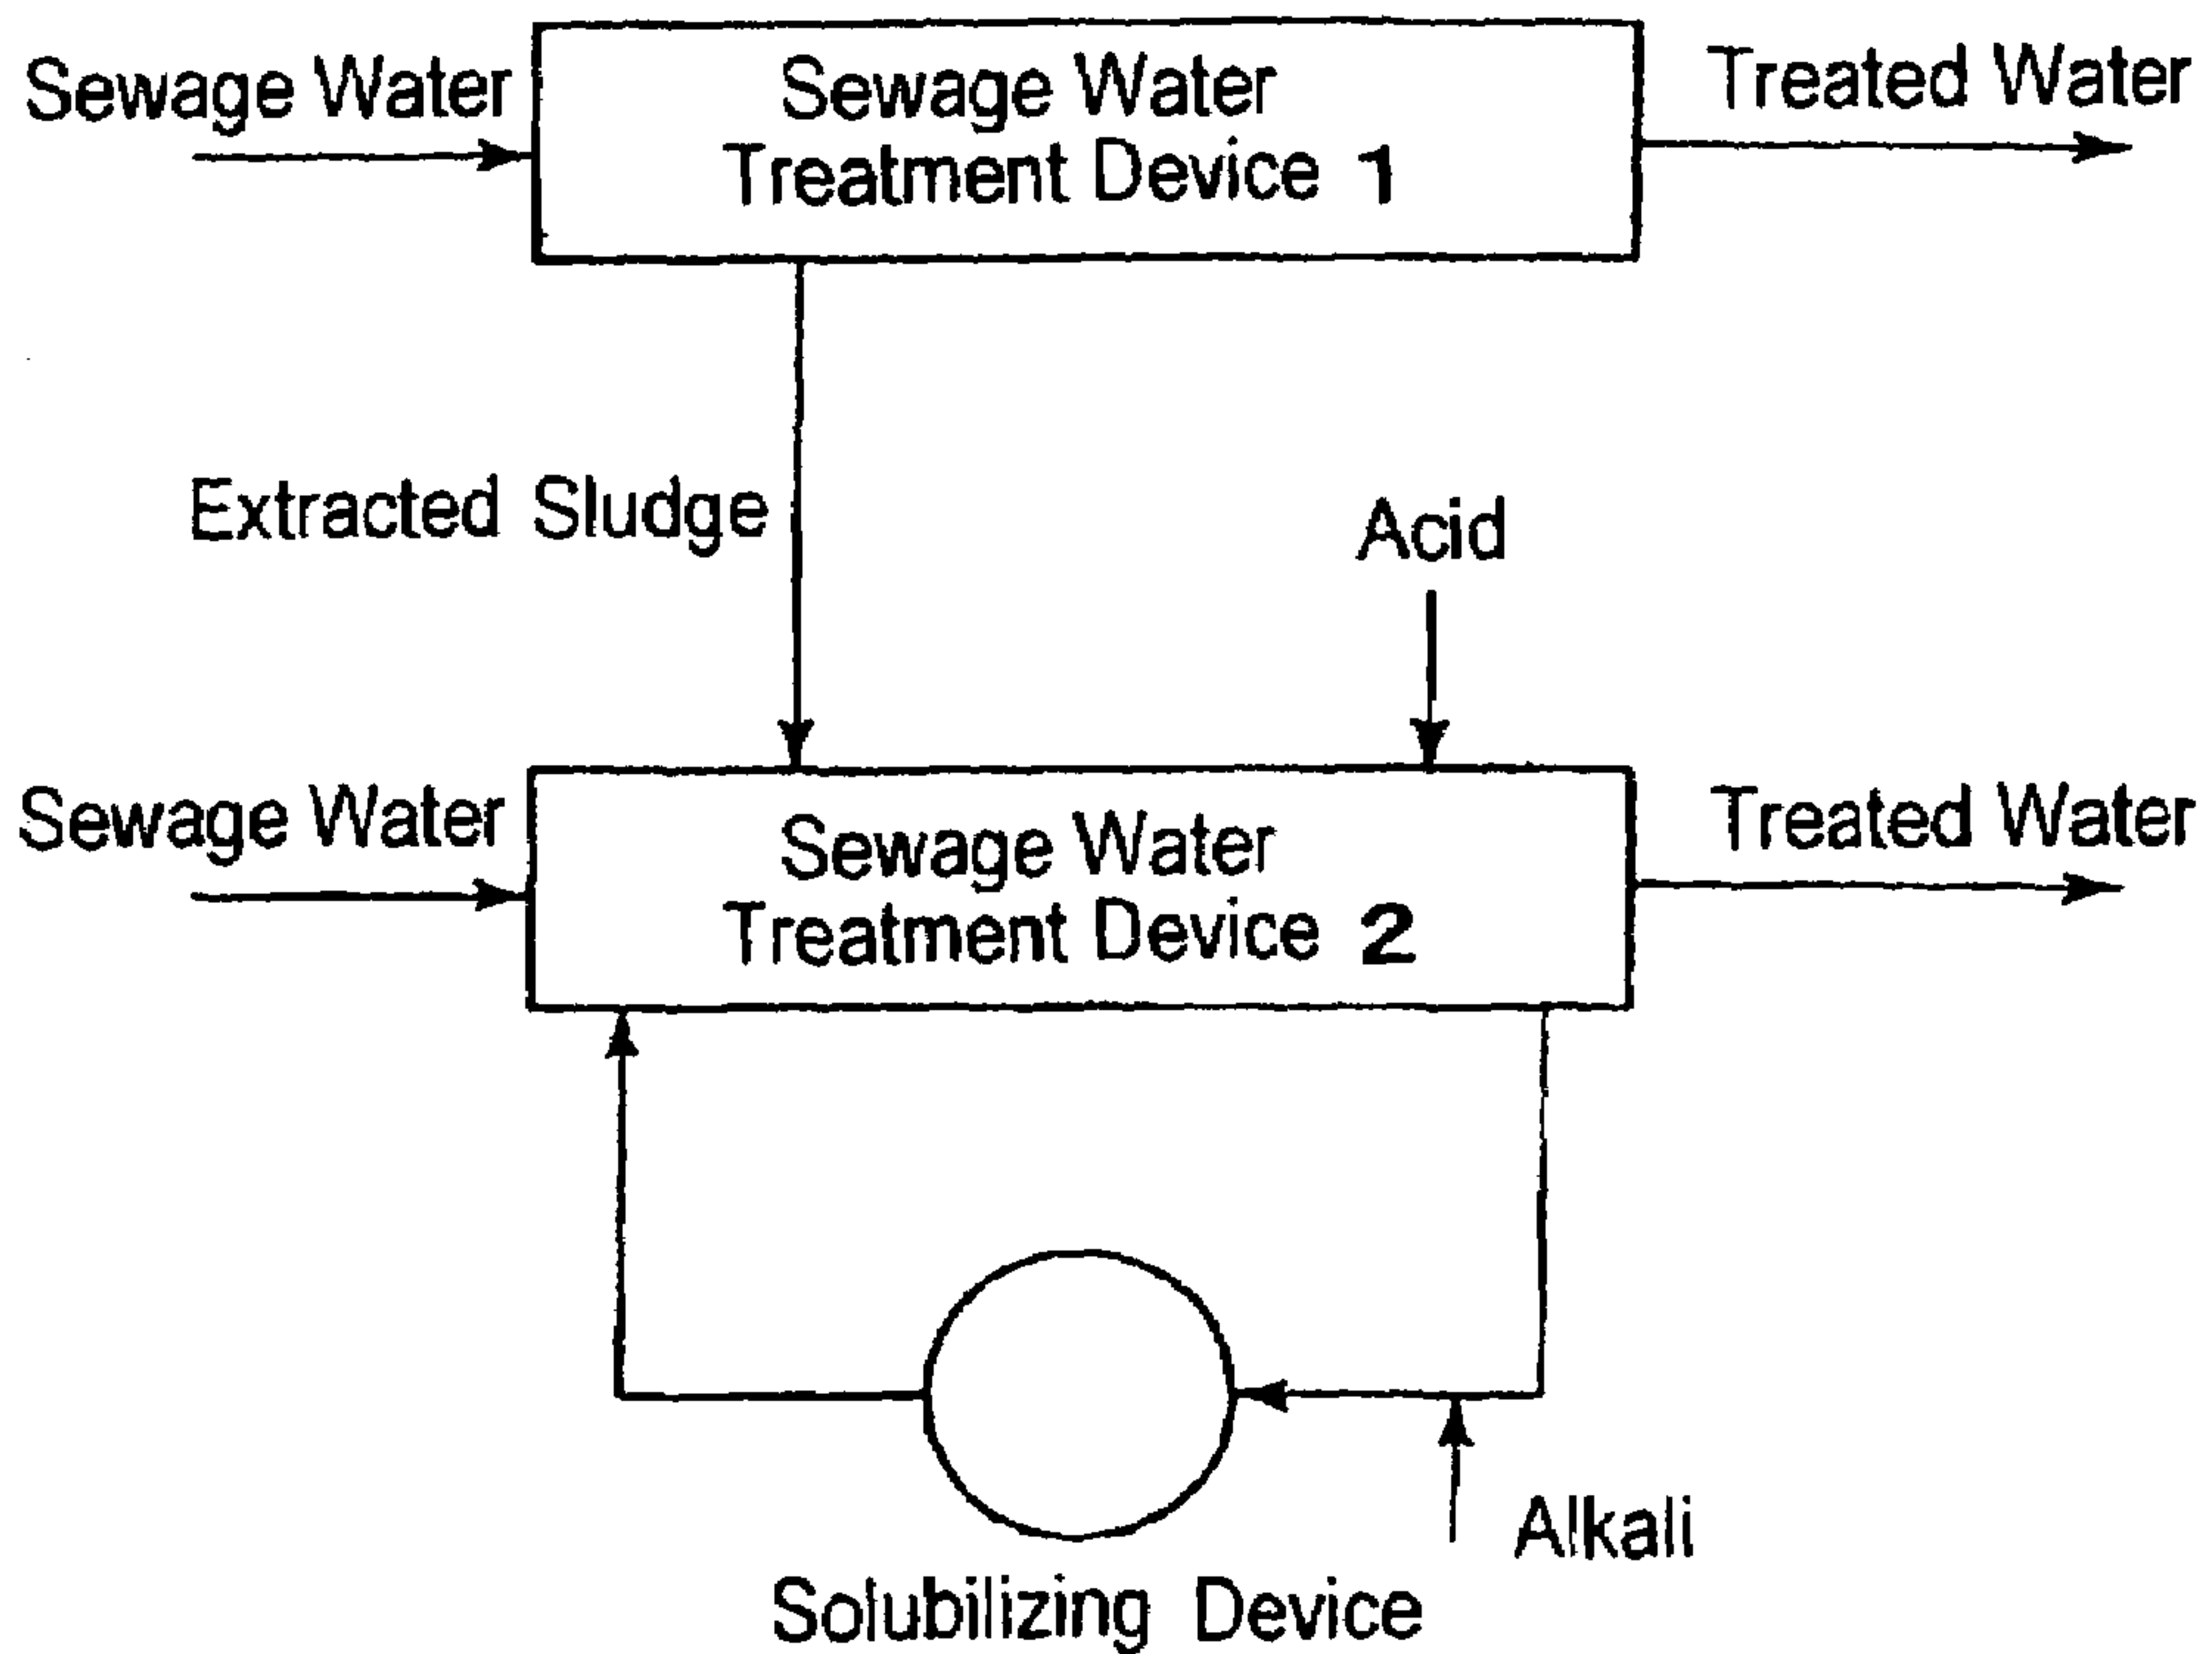 Sewage Water
Sewage Water
Treatment Device 1
Treated Water
Extracted Sludge
Acid
Sewage Water
Sewage Water
Treatment Device 2
Treated Water
Alkali
Solubilizing Device